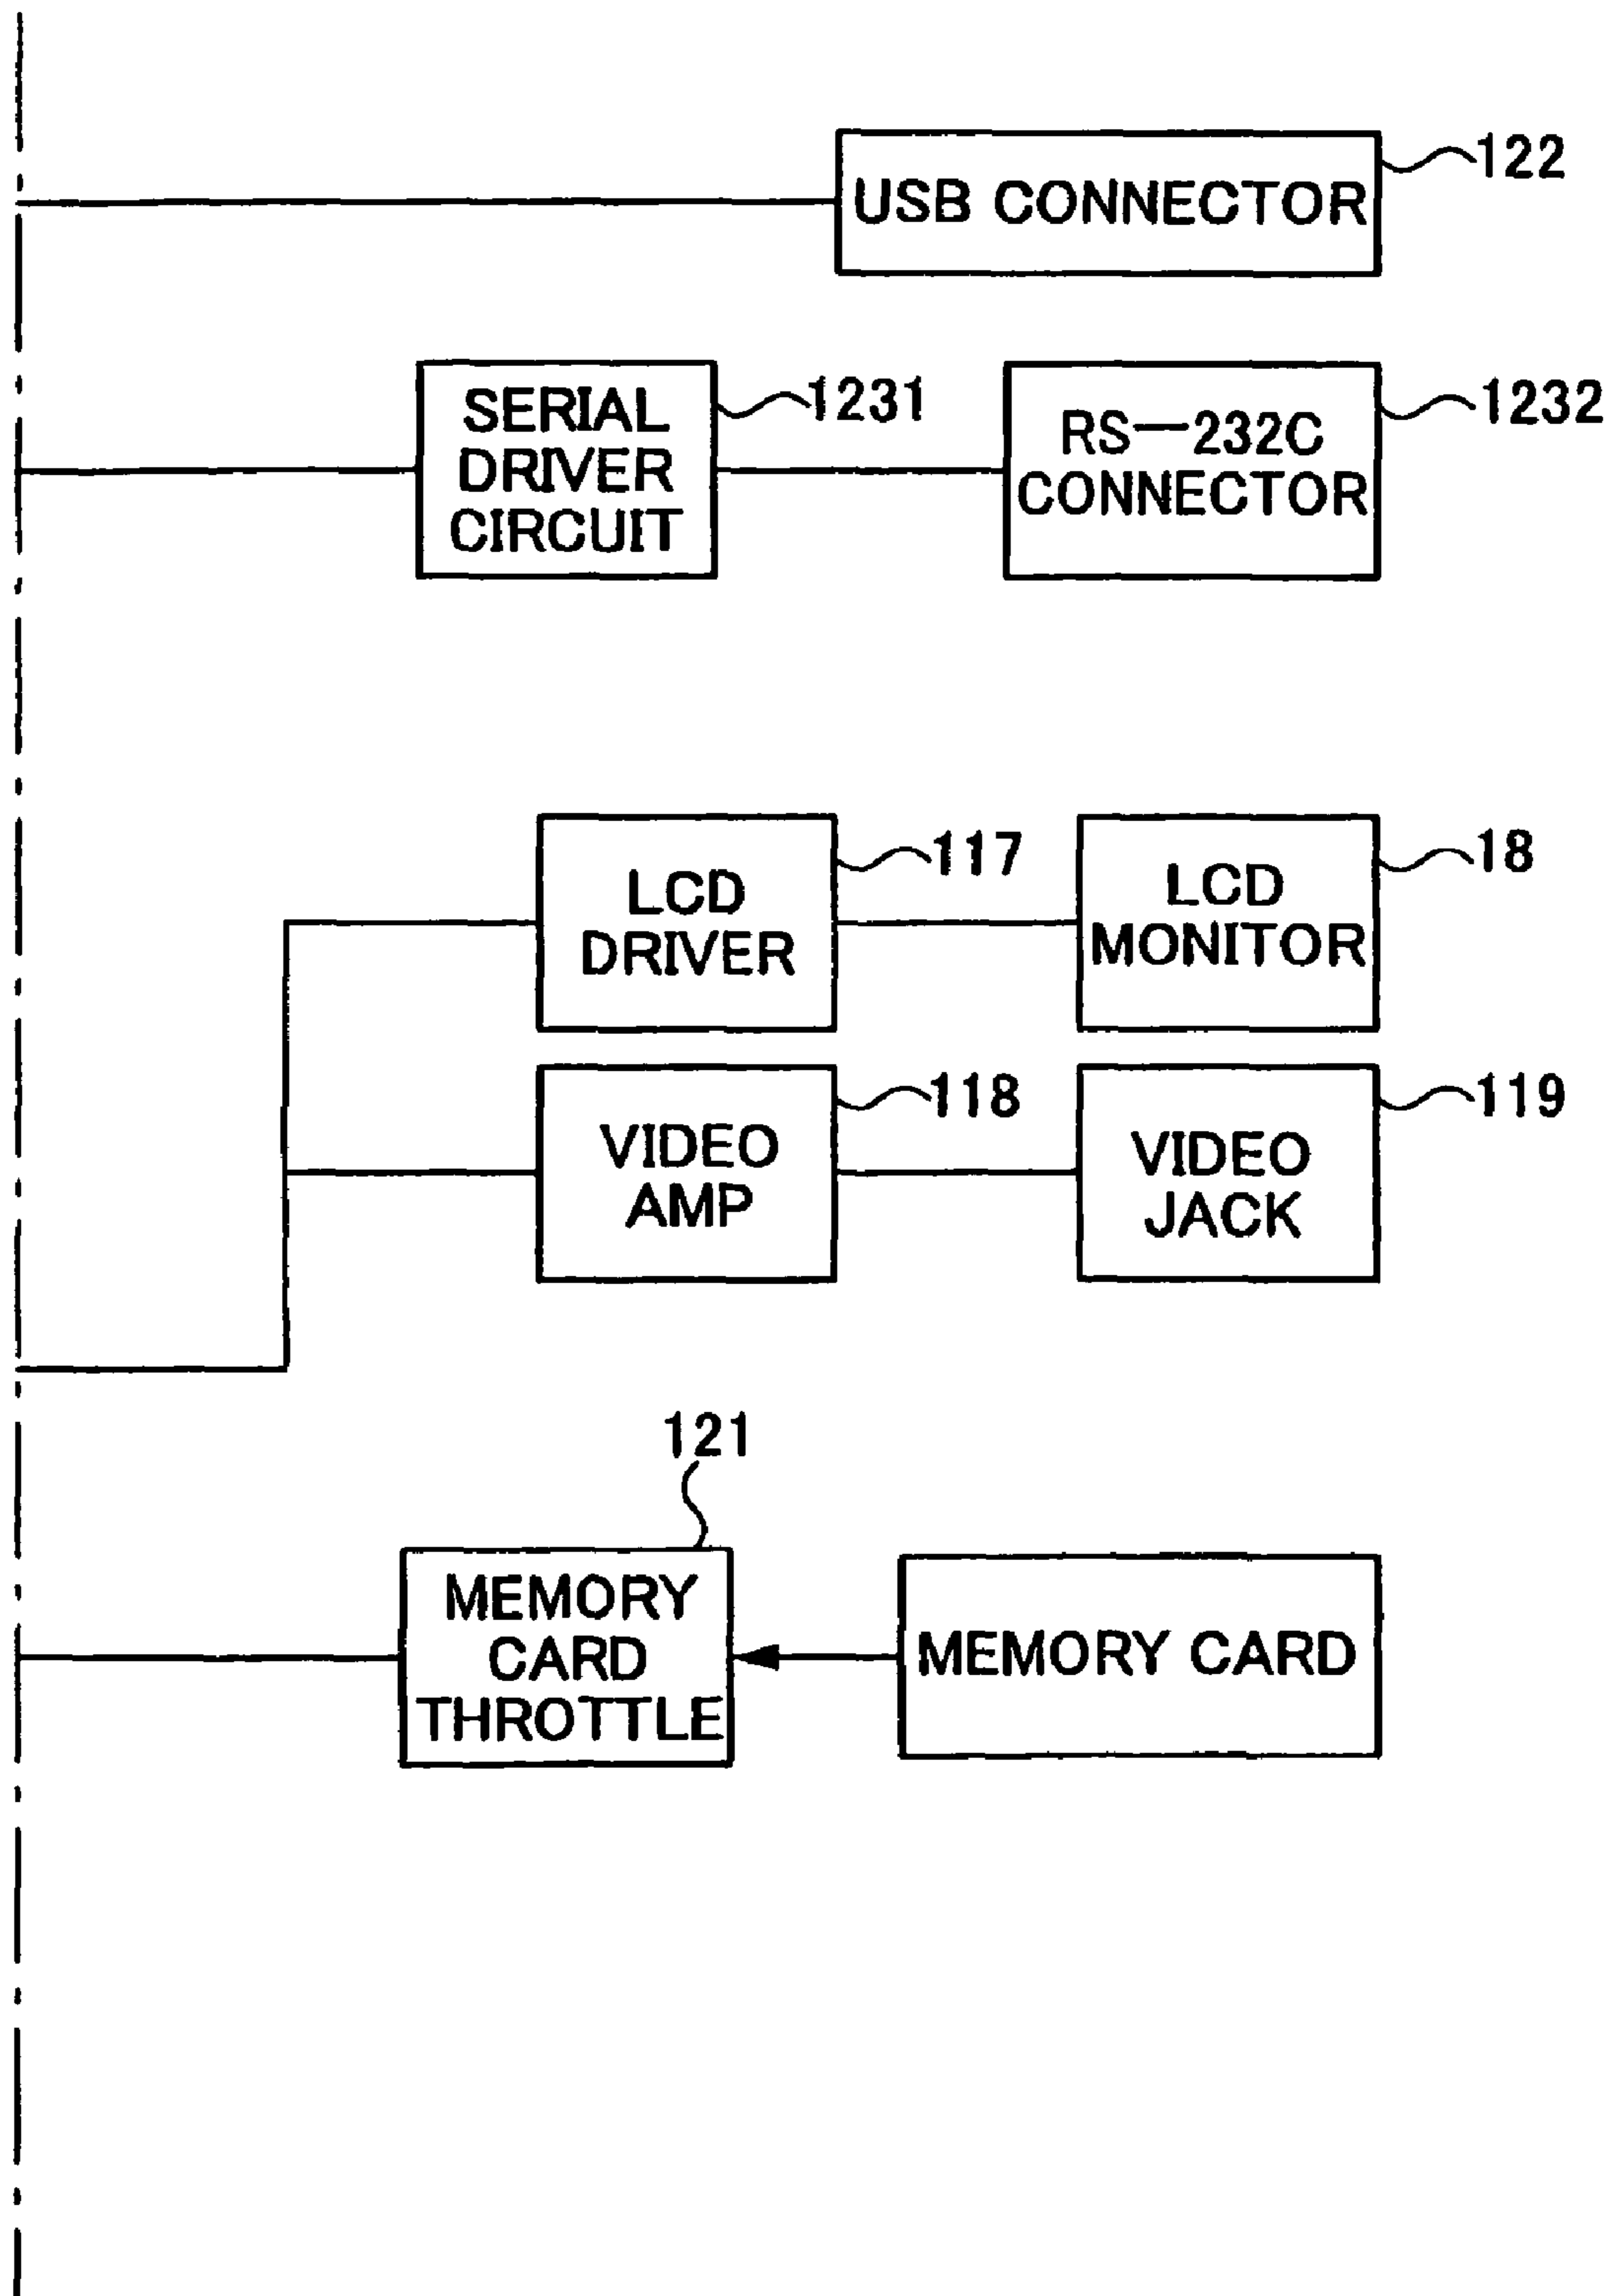 122
USB CONNECTOR
1231
SERIAL
DRIVER
CIRCUIT
1232
RS—232C
CONNECTOR
117
LCD
DRIVER
18
LCD
MONITOR
118
VIDEO
AMP
119
VIDEO
JACK
121
MEMORY
CARD
THROTTLE
MEMORY CARD